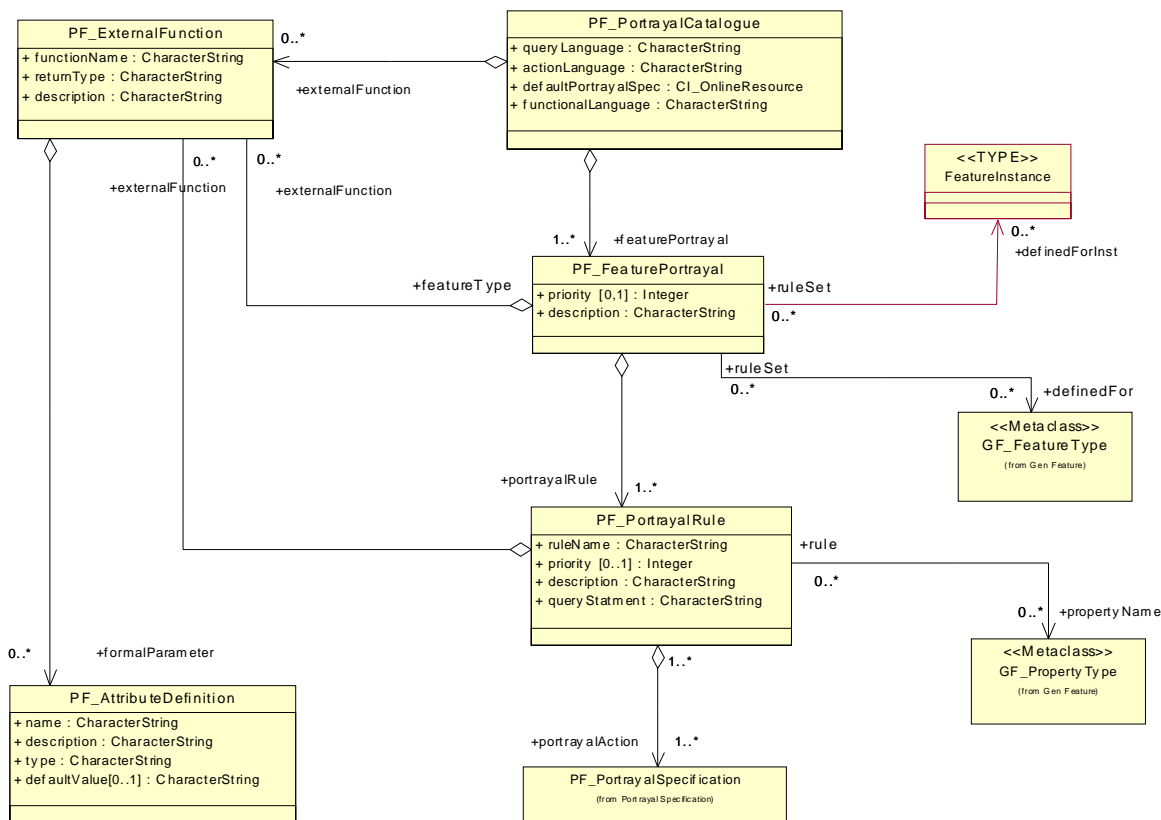 PF_ExternalFunction
+ functionName : CharacterString
+ returnType : CharacterString
+ description : CharacterString
0..*
+externalFunction
PF_PortrayalCatalogue
+ queryLanguage : CharacterString
+ actionLanguage : CharacterString
+ defaultPortrayalSpec : CI_OnlineResource
+ functionalLanguage : CharacterString
0..*
+externalFunction
0..*
+externalFunction
<<TYPE>>
FeatureInstance
0..*
+definedForInst
1..*
+featurePortrayal
+featureType
PF_FeaturePortrayal
+ priority [0,1] : Integer
+ description : CharacterString
+ruleSet
0..*
+ruleSet
0..*
0..*
+definedFor
<<Metaclass>>
GF_FeatureType
(from Gen Feature)
+portrayalRule
1..*
PF_PortrayalRule
+ ruleName : CharacterString
+ priority [0..1] : Integer
+ description : CharacterString
+ queryStatment : CharacterString
+rule
0..*
0..*
+propertyName
<<Metaclass>>
GF_PropertyType
(from Gen Feature)
0..*
+formalParameter
PF_AttributeDefinition
+ name : CharacterString
+ description : CharacterString
+ type : CharacterString
+ defaultValue[0..1] : CharacterString
1..*
+portrayalAction
1..*
PF_PortrayalSpecification
(from Portrayal Specification)